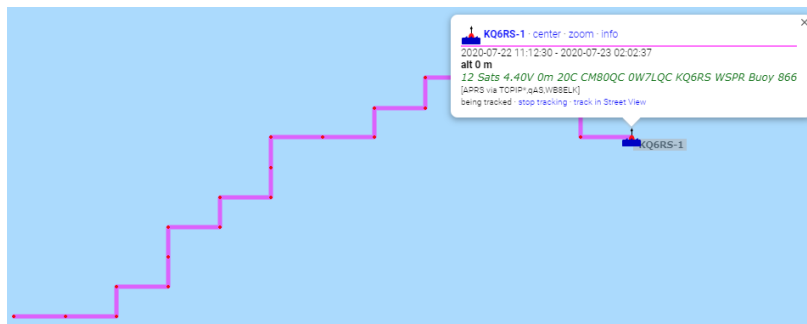 KQ6RS-1 · center · zoom · info
2020-07-22 11:12:30 - 2020-07-23 02:02:37
alt 0 m
12 Sats 4.40V 0m 20C CM80QC 0W7LQC KQ6RS WSPR Buoy 866
[APRS via TCPIP*,qAS,WB8ELK]
being tracked · stop tracking · track in Street View
KQ6RS-1